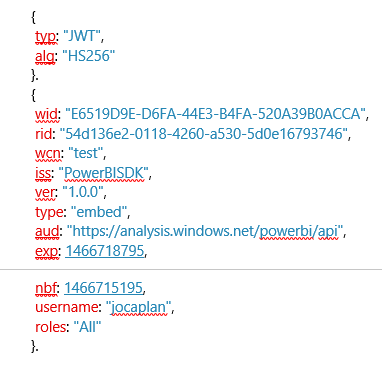 {
typ: "JWT",
alg: "HS256"
}.
{
wid: "E6519D9E-D6FA-44E3-B4FA-520A39B0ACCA",
rid: "54d136e2-0118-4260-a530-5d0e16793746",
wcn: "test",
iss: "PowerBISDK",
ver: "1.0.0",
type: "embed",
aud: "https://analysis.windows.net/powerbi/api",
exp: 1466718795,
nbf: 1466715195,
username: "jocaplan",
roles: "All"
}.